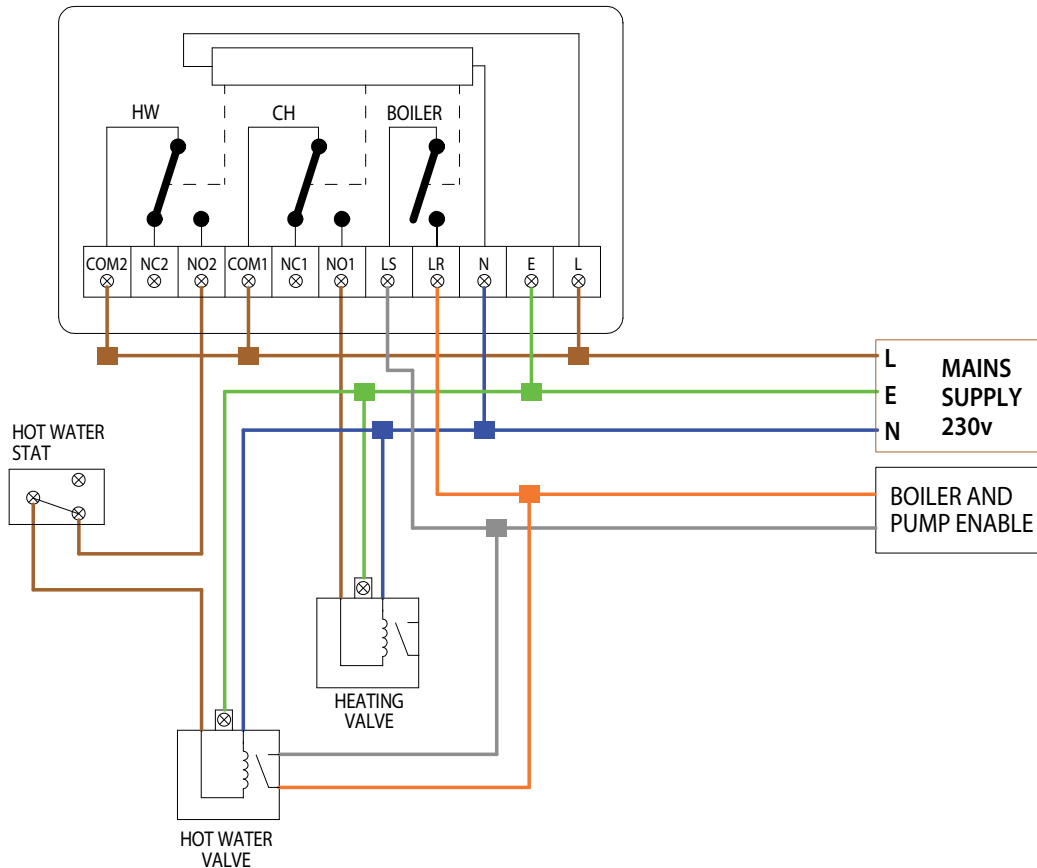 HW
CH
BOILER
COM2 NC2 NO2 COM1 NC1 NO1 LS LR N E L
L
E
N
MAINS
SUPPLY
230v
HOT WATER
STAT
BOILER AND
PUMP ENABLE
HEATING
VALVE
HOT WATER
VALVE